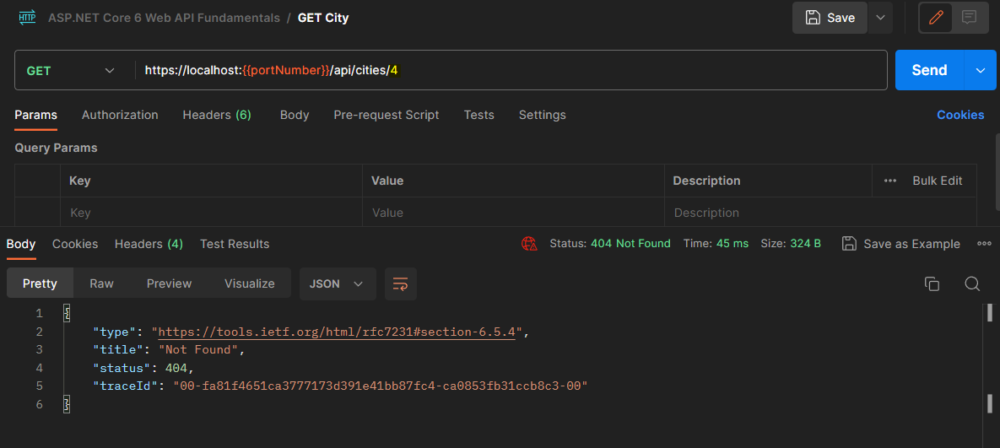 HTTP ASP.NET Core 6 Web API Fundamentals / GET City Save
GET https://localhost:{{portNumber}}/api/cities/4 Send
Params Authorization Headers (6) Body Pre-request Script Tests Settings Cookies
Query Params
Key Value Description ••• Bulk Edit
Key Value Description
Body Cookies Headers (4) Test Results Status: 404 Not Found Time: 45 ms Size: 324 B Save as Example
Pretty Raw Preview Visualize JSON
1 {
2 "type": "https://tools.ietf.org/html/rfc7231#section-6.5.4",
3 "title": "Not Found",
4 "status": 404,
5 "traceId": "00-fa81f4651ca3777173d391e41bb87fc4-ca0853fb31ccb8c3-00"
6 }